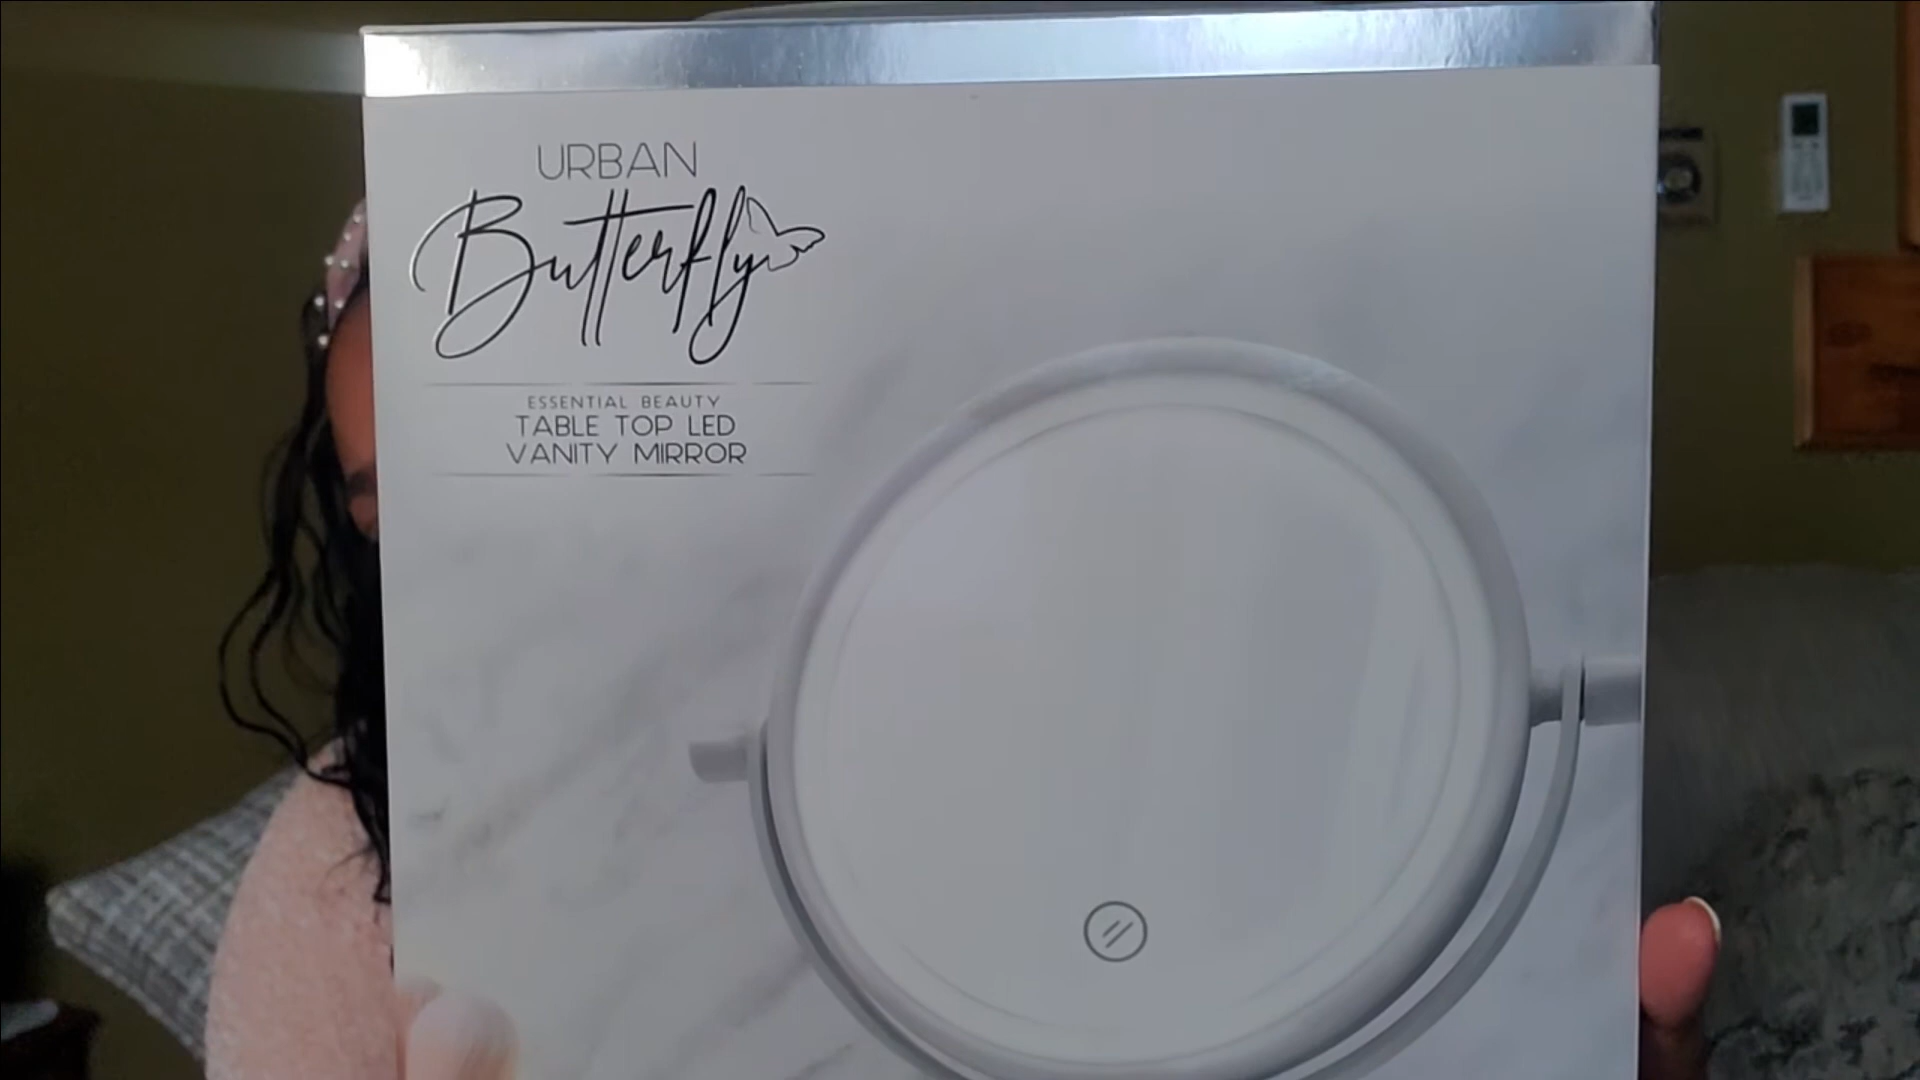 URBAN
Butterfly
ESSENTIAL BEAUTY
TABLE TOP LED
VANITY MIRROR